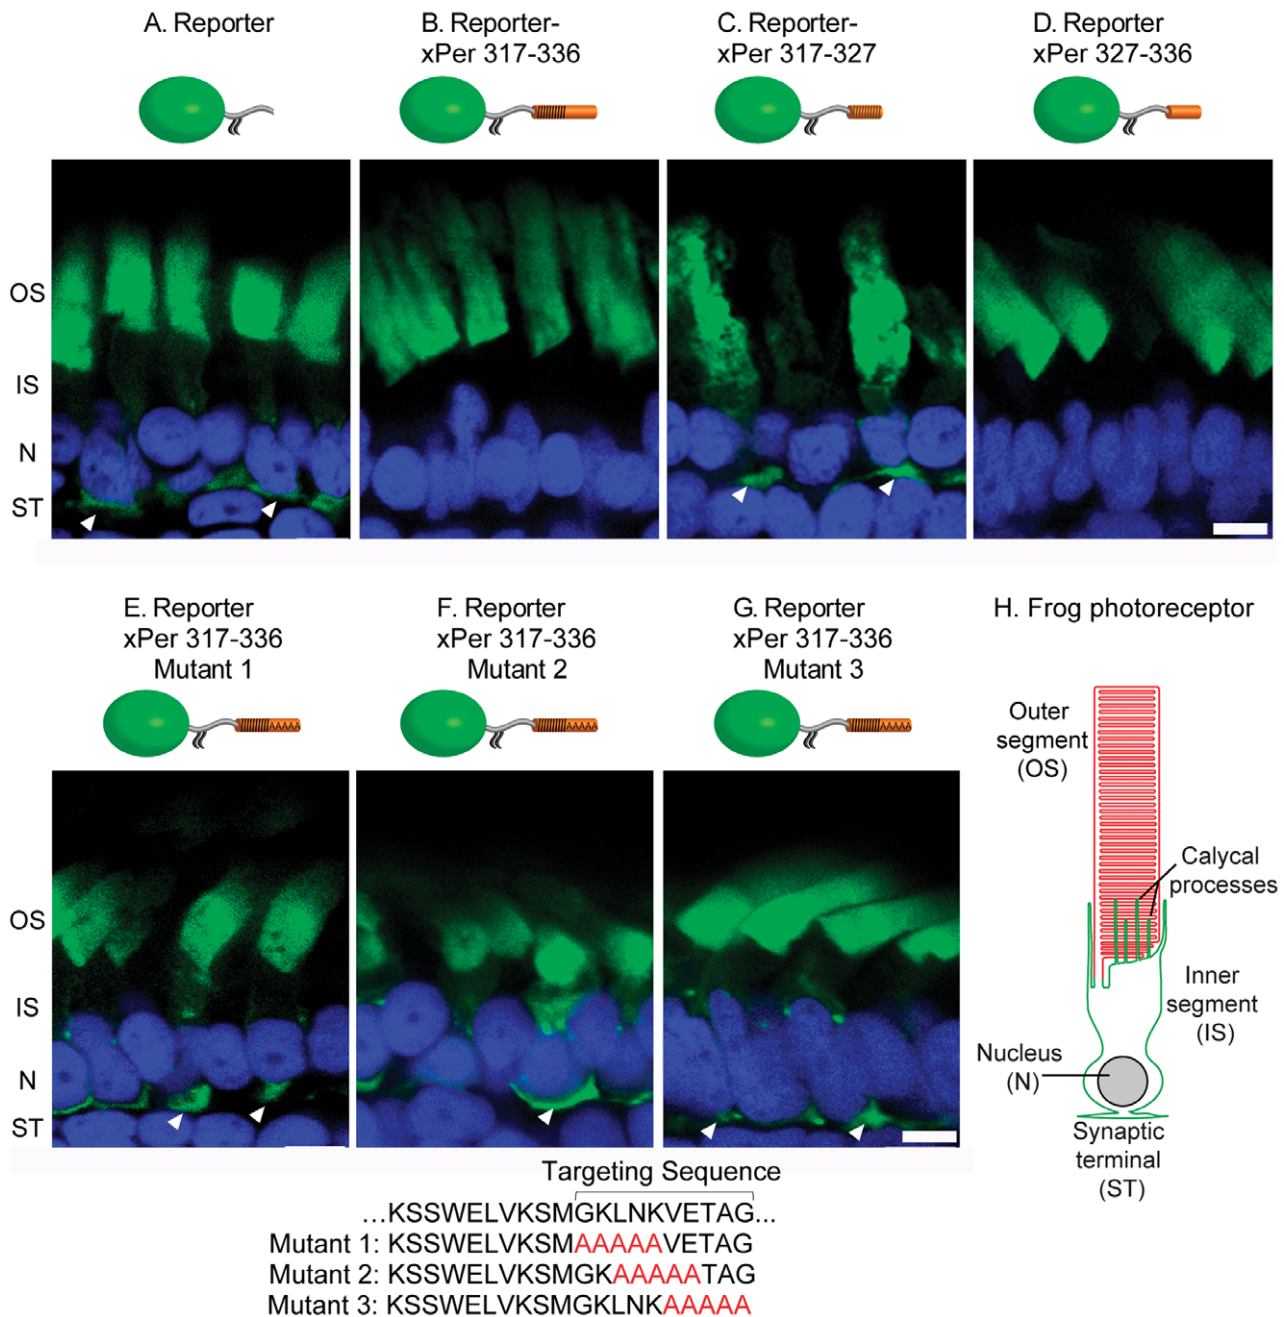 A. Reporter
B. Reporter-
xPer 317-336
C. Reporter-
xPer 317-327
D. Reporter
xPer 327-336
OS
IS
N
ST
E. Reporter
xPer 317-336
Mutant 1
F. Reporter
xPer 317-336
Mutant 2
G. Reporter
xPer 317-336
Mutant 3
H. Frog photoreceptor
AAAAA
AAAAA
AAAAA
OS
IS
N
ST
Outer
segment
(OS)
Calycal
processes
Inner
segment
(IS)
Nucleus
(N)
Synaptic
terminal
(ST)
Targeting Sequence
...KSSWELVKSMGKLNKVETAG...
Mutant 1: KSSWELVKSMAAAAAVETAG
Mutant 2: KSSWELVKSMGKAAAAATAG
Mutant 3: KSSWELVKSMGKLNKAAAAA